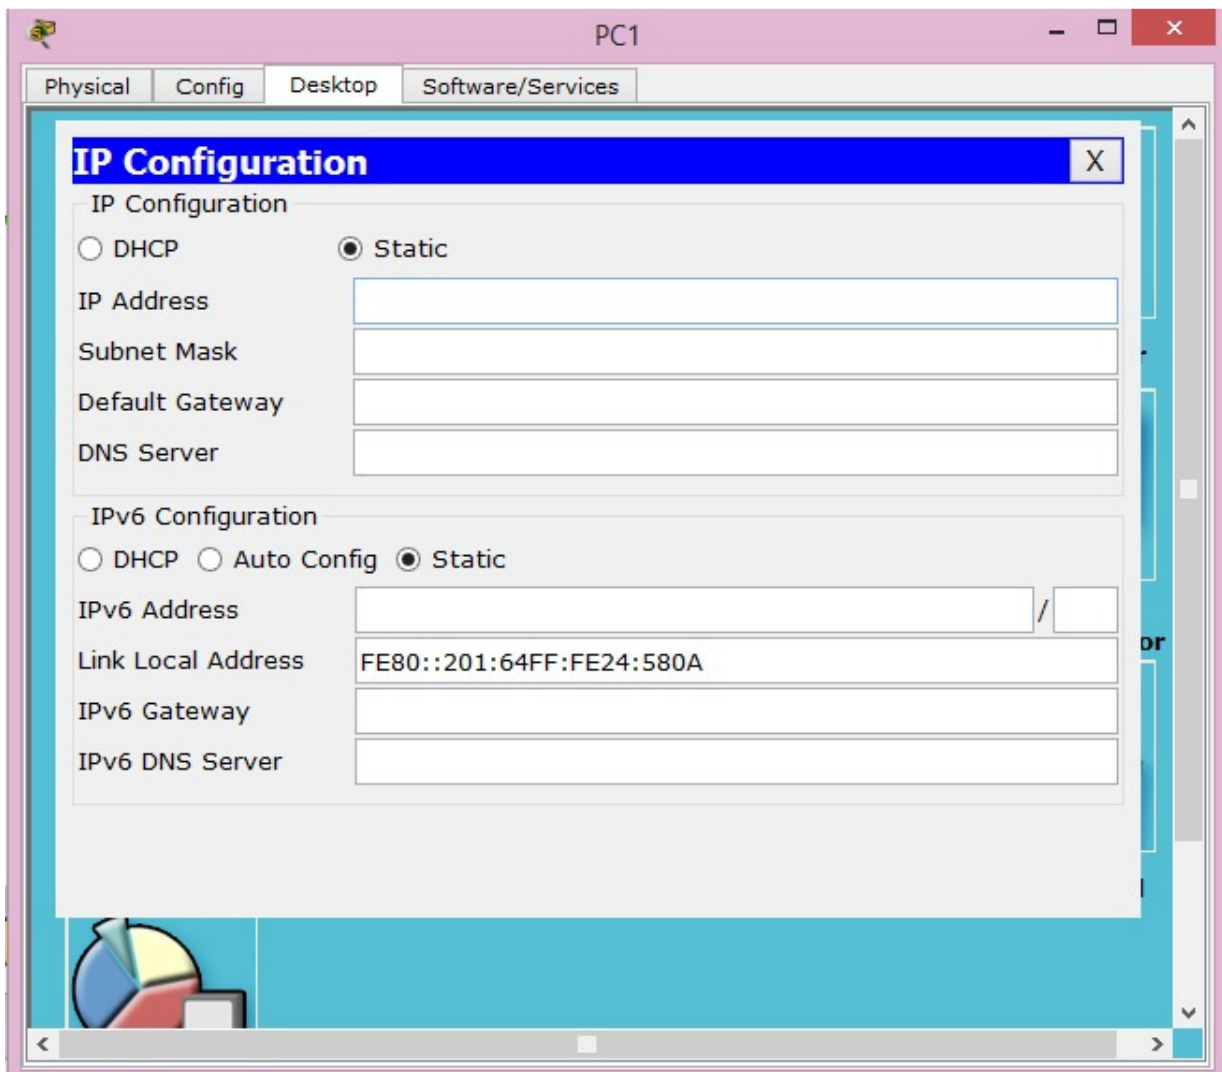 PC1
Physical Config Desktop Software/Services
IP Configuration X
IP Configuration
DHCP Static
IP Address
Subnet Mask
Default Gateway
DNS Server
IPv6 Configuration
DHCP Auto Config Static
IPv6 Address /
Link Local Address FE80::201:64FF:FE24:580A
or
IPv6 Gateway
IPv6 DNS Server